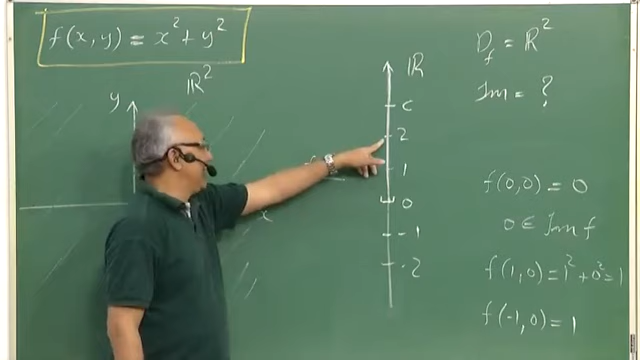 f(x,y) = x² + y²
ℝ²
y
x
f
ℝ
c
2
1
0
-1
-2
D_f = ℝ²
Im = ?
f(0,0) = 0
0 ∈ Im f
f(1,0) = 1² + 0² = 1
f(-1,0) = 1